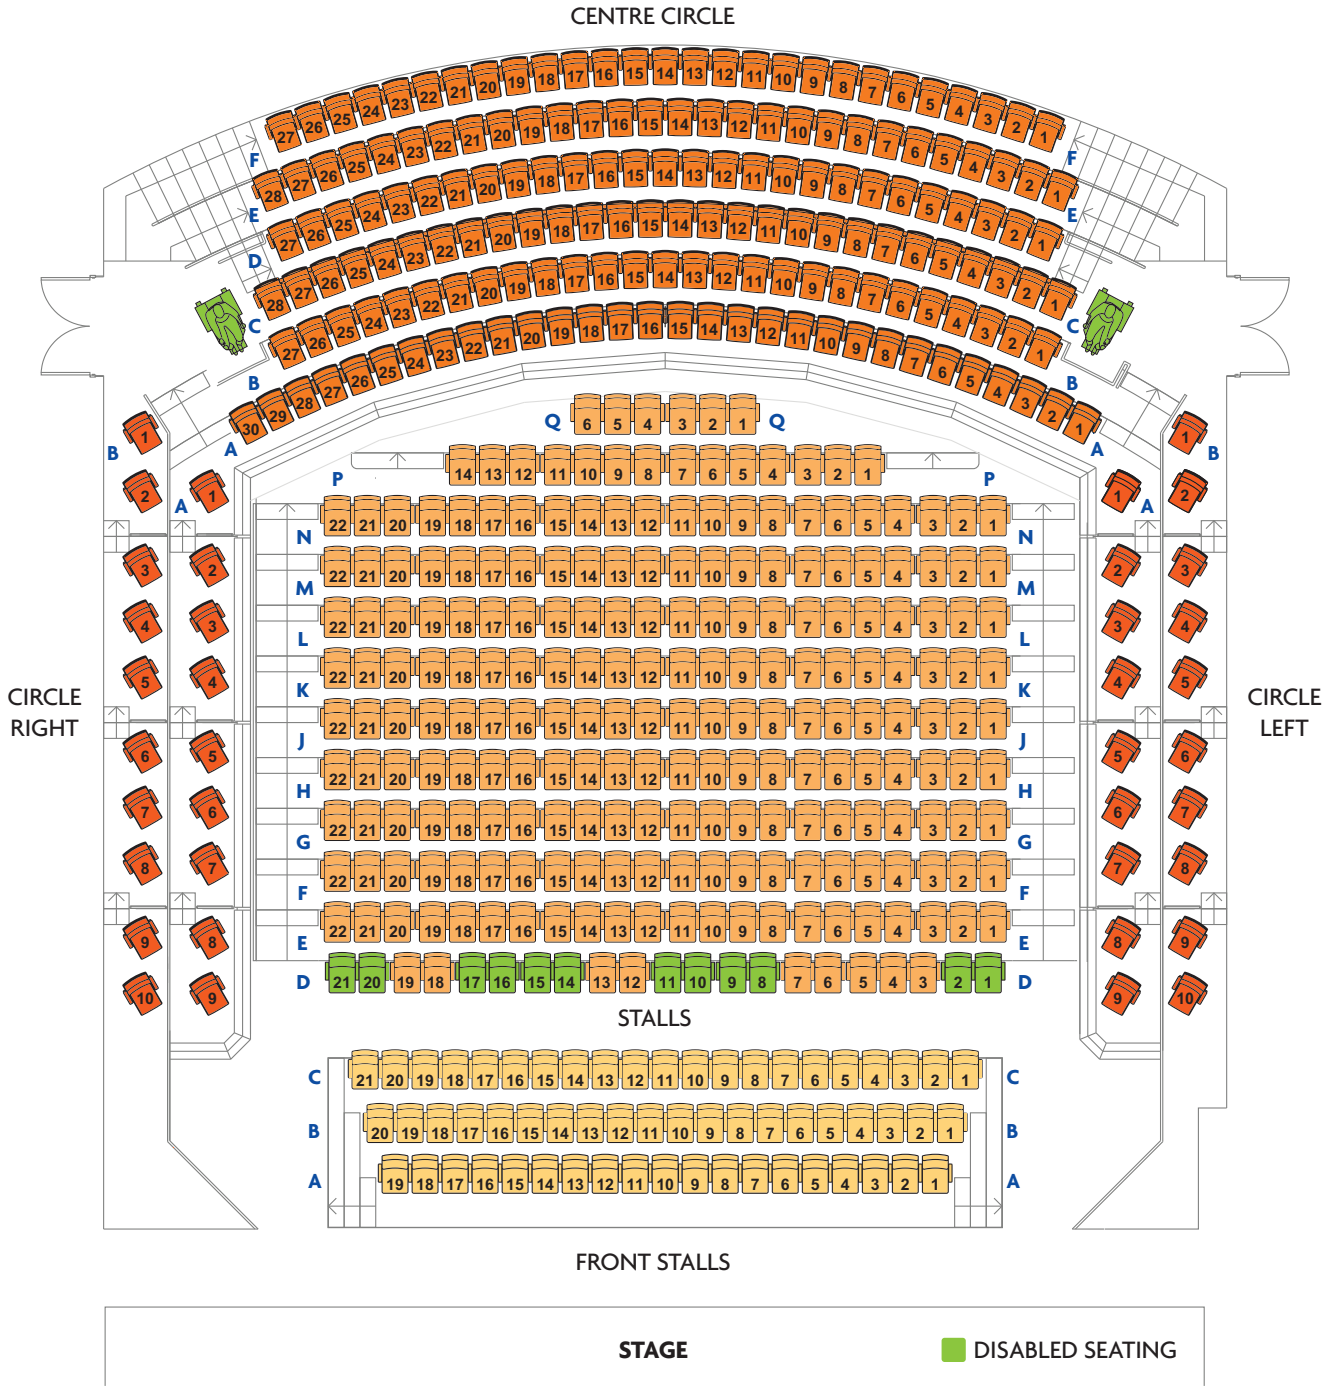 CENTRE CIRCLE
F 27 26 25 24 23 22 21 20 19 18 17 16 15 14 13 12 11 10 9 8 7 6 5 4 3 2 1 F
E 28 27 26 25 24 23 22 21 20 19 18 17 16 15 14 13 12 11 10 9 8 7 6 5 4 3 2 1 E
D 27 26 25 24 23 22 21 20 19 18 17 16 15 14 13 12 11 10 9 8 7 6 5 4 3 2 1
C 28 27 26 25 24 23 22 21 20 19 18 17 16 15 14 13 12 11 10 9 8 7 6 5 4 3 2 1 C
B 27 26 25 24 23 22 21 20 19 18 17 16 15 14 13 12 11 10 9 8 7 6 5 4 3 2 1 B
A 30 29 28 27 26 25 24 23 22 21 20 19 18 17 16 15 14 13 12 11 10 9 8 7 6 5 4 3 2 1 A
CIRCLE
RIGHT
B 1 2 3 4 5 6 7 8 9 10
A 1 2 3 4 5 6 7 8 9
Q 6 5 4 3 2 1 Q
P 14 13 12 11 10 9 8 7 6 5 4 3 2 1 P
N 22 21 20 19 18 17 16 15 14 13 12 11 10 9 8 7 6 5 4 3 2 1 N
M 22 21 20 19 18 17 16 15 14 13 12 11 10 9 8 7 6 5 4 3 2 1 M
L 22 21 20 19 18 17 16 15 14 13 12 11 10 9 8 7 6 5 4 3 2 1 L
K 22 21 20 19 18 17 16 15 14 13 12 11 10 9 8 7 6 5 4 3 2 1 K
J 22 21 20 19 18 17 16 15 14 13 12 11 10 9 8 7 6 5 4 3 2 1 J
H 22 21 20 19 18 17 16 15 14 13 12 11 10 9 8 7 6 5 4 3 2 1 H
G 22 21 20 19 18 17 16 15 14 13 12 11 10 9 8 7 6 5 4 3 2 1 G
F 22 21 20 19 18 17 16 15 14 13 12 11 10 9 8 7 6 5 4 3 2 1 F
E 22 21 20 19 18 17 16 15 14 13 12 11 10 9 8 7 6 5 4 3 2 1 E
D 21 20 19 18 17 16 15 14 13 12 11 10 9 8 7 6 5 4 3 2 1 D
A 1 2 3 4 5 6 7 8 9
B 1 2 3 4 5 6 7 8 9 10
CIRCLE
LEFT
STALLS
C 21 20 19 18 17 16 15 14 13 12 11 10 9 8 7 6 5 4 3 2 1 C
B 20 19 18 17 16 15 14 13 12 11 10 9 8 7 6 5 4 3 2 1 B
A 19 18 17 16 15 14 13 12 11 10 9 8 7 6 5 4 3 2 1 A
FRONT STALLS
STAGE
DISABLED SEATING